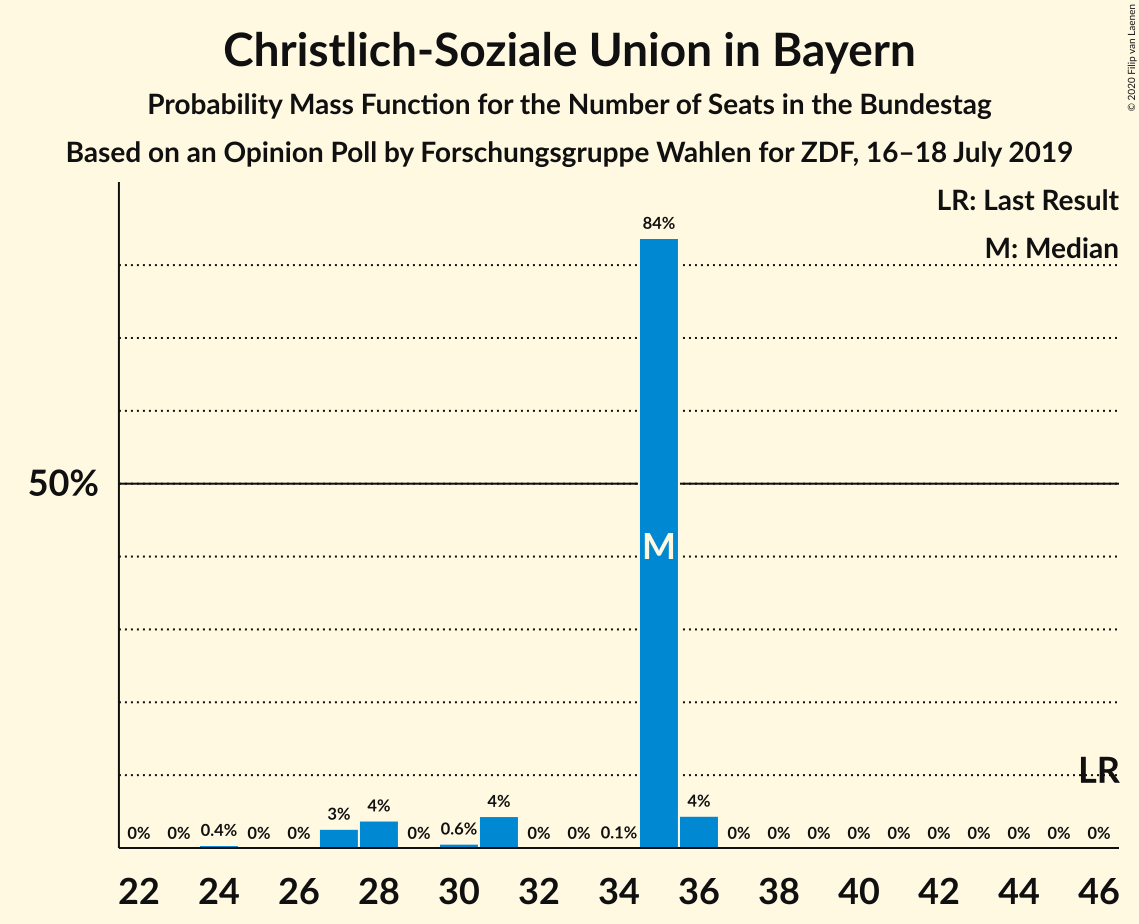 Christlich-Soziale Union in Bayern
Probability Mass Function for the Number of Seats in the Bundestag
Based on an Opinion Poll by Forschungsgruppe Wahlen for ZDF, 16–18 July 2019
© 2020 Filip van Laenen
LR: Last Result
M: Median
84%
50%
M
LR
0% 0% 0.4% 0% 0% 3% 4% 0% 0.6% 4% 0% 0% 0.1% 4% 0% 0% 0% 0% 0% 0% 0% 0% 0% 0%
22 24 26 28 30 32 34 36 38 40 42 44 46